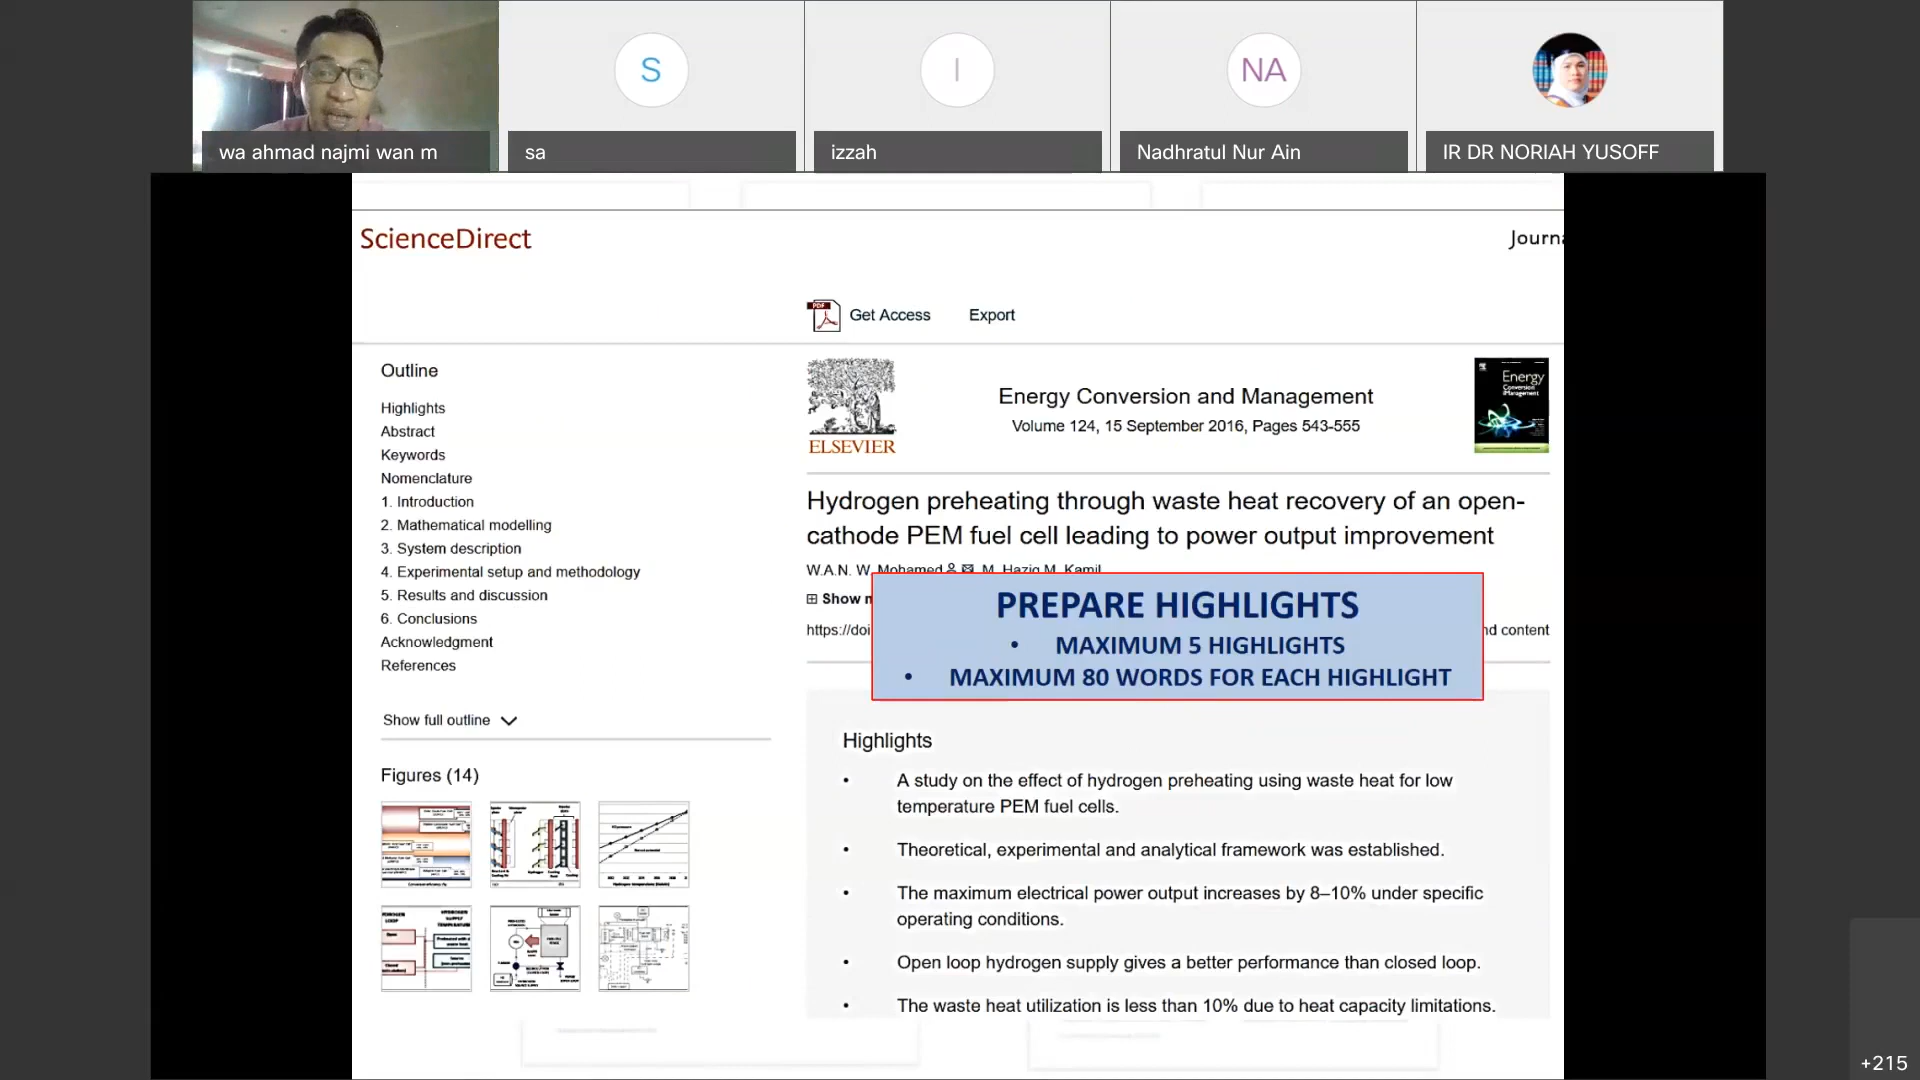 S
I
NA
wa ahmad najmi wan m
sa
izzah
Nadhratul Nur Ain
IR DR NORIAH YUSOFF
ScienceDirect
Journa
Get Access
Export
Outline
Highlights
Abstract
Keywords
Nomenclature
1. Introduction
2. Mathematical modelling
3. System description
4. Experimental setup and methodology
5. Results and discussion
6. Conclusions
Acknowledgment
References
Show full outline
Figures (14)
ELSEVIER
Energy Conversion and Management
Volume 124, 15 September 2016, Pages 543-555
Energy
Conversion and
Management
Hydrogen preheating through waste heat recovery of an open-
cathode PEM fuel cell leading to power output improvement
W.A.N. W. Mohamed M. Haziq M. Kamil
Show
https://doi
nd content
PREPARE HIGHLIGHTS
• MAXIMUM 5 HIGHLIGHTS
• MAXIMUM 80 WORDS FOR EACH HIGHLIGHT
Highlights
• A study on the effect of hydrogen preheating using waste heat for low
temperature PEM fuel cells.
• Theoretical, experimental and analytical framework was established.
• The maximum electrical power output increases by 8–10% under specific
operating conditions.
• Open loop hydrogen supply gives a better performance than closed loop.
• The waste heat utilization is less than 10% due to heat capacity limitations.
+215